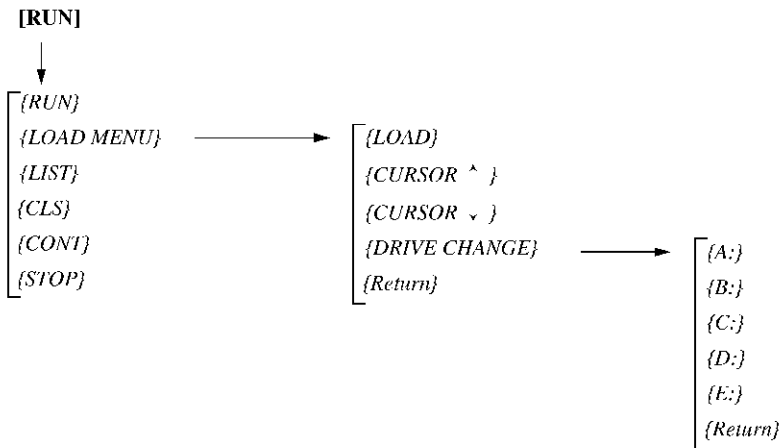 [RUN]
{RUN}
{LOAD MENU}
{LIST}
{CLS}
{CONT}
{STOP}
{LOAD}
{CURSOR ^ }
{CURSOR ˅ }
{DRIVE CHANGE}
{Return}
{A:}
{B:}
{C:}
{D:}
{E:}
{Return}